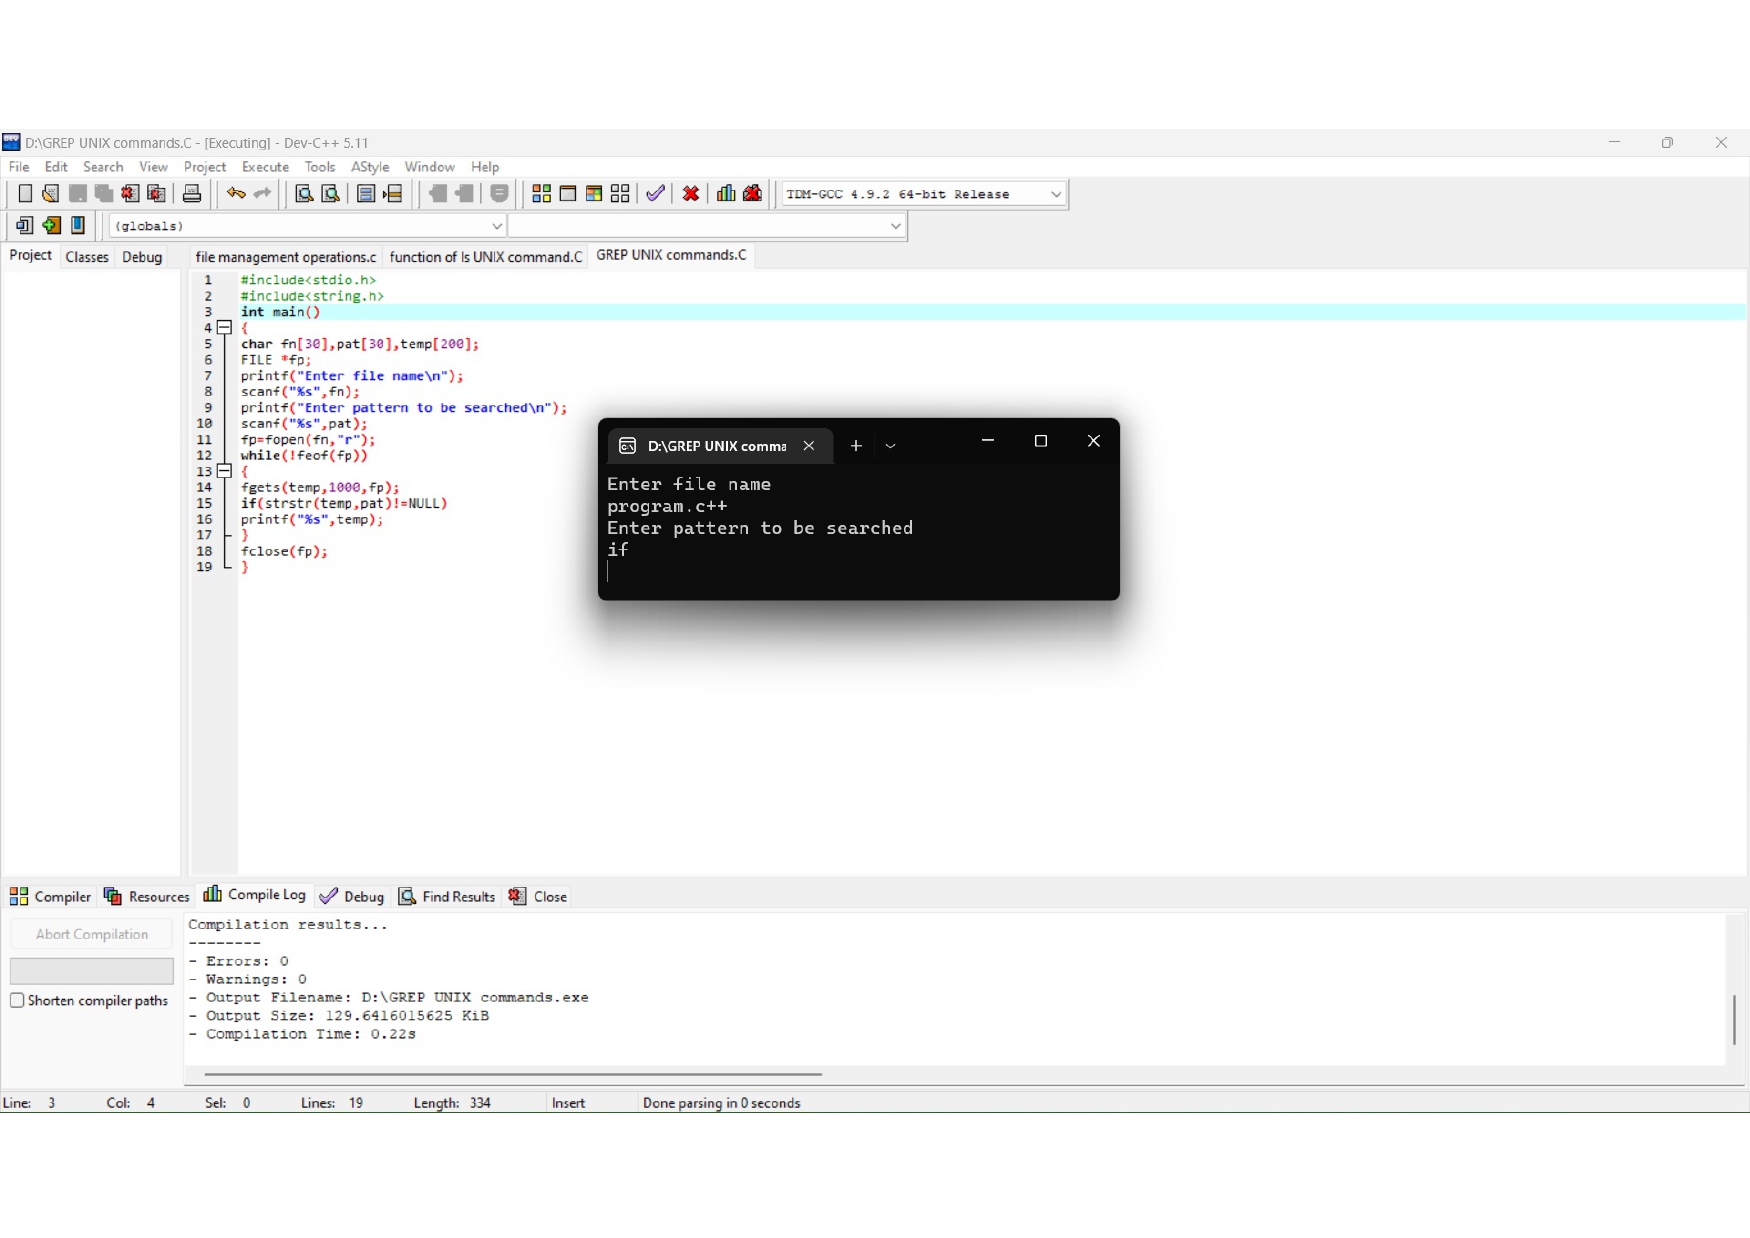 D:\GREP UNIX commands.C - [Executing] - Dev-C++ 5.11
File Edit Search View Project Execute Tools AStyle Window Help
TDM-GCC 4.9.2 64-bit Release
(globals)
Project Classes Debug
file management operations.c function of ls UNIX command.C GREP UNIX commands.C
1 #include<stdio.h>
2 #include<string.h>
3 int main()
4 {
5 char fn[30],pat[30],temp[200];
6 FILE *fp;
7 printf("Enter file name\n");
8 scanf("%s",fn);
9 printf("Enter pattern to be searched\n");
10 scanf("%s",pat);
11 fp=fopen(fn,"r");
12 while(!feof(fp))
13 {
14 fgets(temp,1000,fp);
15 if(strstr(temp,pat)!=NULL)
16 printf("%s",temp);
17 }
18 fclose(fp);
19 }
D:\GREP UNIX comma
Enter file name
program.c++
Enter pattern to be searched
if
Compiler Resources Compile Log Debug Find Results Close
Abort Compilation
Shorten compiler paths
Compilation results...
--------
- Errors: 0
- Warnings: 0
- Output Filename: D:\GREP UNIX commands.exe
- Output Size: 129.6416015625 KiB
- Compilation Time: 0.22s
Line: 3 Col: 4 Sel: 0 Lines: 19 Length: 334 Insert Done parsing in 0 seconds